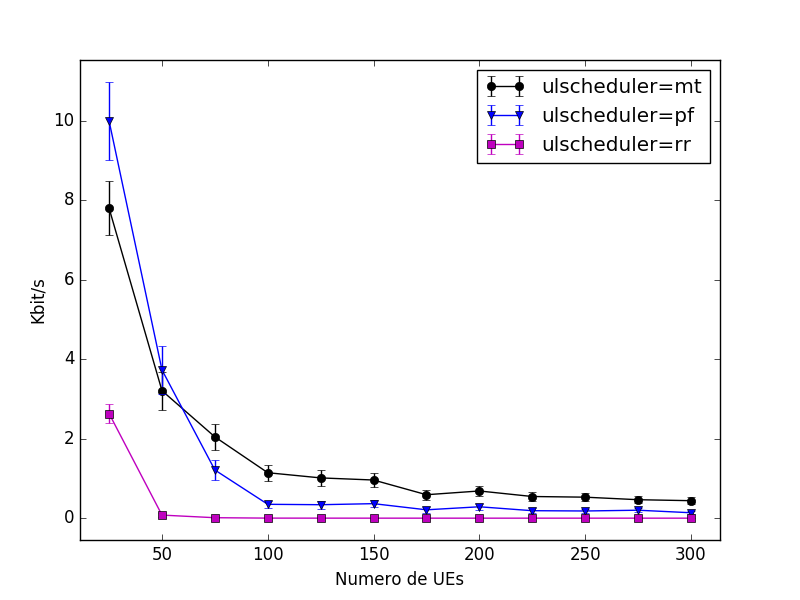 ulscheduler=mt
ulscheduler=pf
ulscheduler=rr
Kbit/s
10
8
6
4
2
0
50 100 150 200 250 300
Numero de UEs